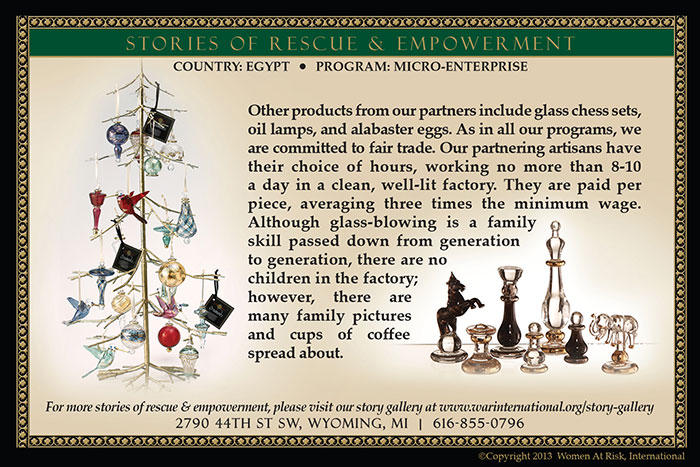 STORIES OF RESCUE & EMPOWERMENT
COUNTRY: EGYPT • PROGRAM: MICRO-ENTERPRISE
Other products from our partners include glass chess sets,
oil lamps, and alabaster eggs. As in all our programs, we
are committed to fair trade. Our partnering artisans have
their choice of hours, working no more than 8-10
a day in a clean, well-lit factory. They are paid per
piece, averaging three times the minimum wage.
Although glass-blowing is a family
skill passed down from generation
to generation, there are no
children in the factory;
however, there are
many family pictures
and cups of coffee
spread about.
For more stories of rescue & empowerment, please visit our story gallery at www.warinternational.org/story-gallery
2790 44TH ST SW, WYOMING, MI | 616-855-0796
©Copyright 2013 Women At Risk, International